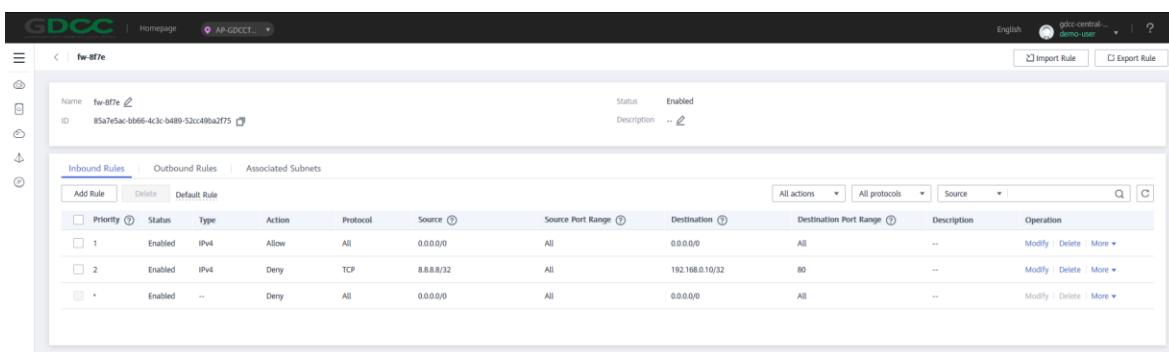 GDCC Homepage AP-GDCCT... English gdcc-central-...
demo-user ?
fw-8f7e Import Rule Export Rule
Name fw-8f7e Status Enabled
ID 85a7e5ac-bb66-4c3c-b489-52cc49ba2f75 Description --
Inbound Rules Outbound Rules Associated Subnets
Add Rule Delete Default Rule All actions All protocols Source
Priority ? Status Type Action Protocol Source ? Source Port Range ? Destination ? Destination Port Range ? Description Operation
1 Enabled IPv4 Allow All 0.0.0.0/0 All 0.0.0.0/0 All -- Modify Delete More
2 Enabled IPv4 Deny TCP 8.8.8.8/32 All 192.168.0.10/32 80 -- Modify Delete More
* Enabled -- Deny All 0.0.0.0/0 All 0.0.0.0/0 All -- Modify Delete More